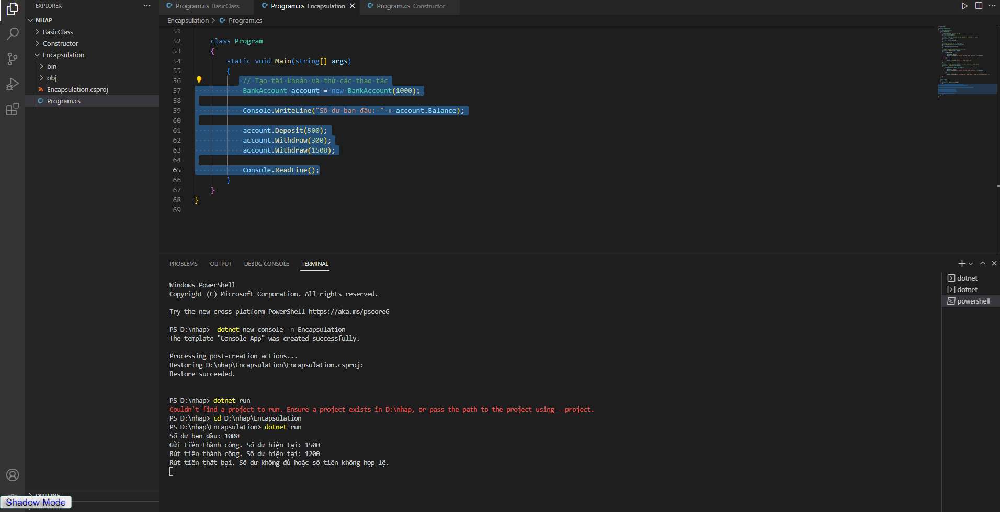 EXPLORER
Program.cs BasicClass
Program.cs Encapsulation
Program.cs Constructor
NHAP
BasicClass
Constructor
Encapsulation
bin
obj
Encapsulation.csproj
Program.cs
Encapsulation > Program.cs
51
52 class Program
53 {
54 static void Main(string[] args)
55 {
56 // Tạo tài khoản và thử các thao tác
57 BankAccount account = new BankAccount(1000);
58
59 Console.WriteLine("Số dư ban đầu: " + account.Balance);
60
61 account.Deposit(500);
62 account.Withdraw(300);
63 account.Withdraw(1500);
64
65 Console.ReadLine();
66 }
67 }
68 }
69
PROBLEMS OUTPUT DEBUG CONSOLE TERMINAL
Windows PowerShell
Copyright (C) Microsoft Corporation. All rights reserved.
Try the new cross-platform PowerShell https://aka.ms/pscore6
PS D:\nhap> dotnet new console -n Encapsulation
The template "Console App" was created successfully.
Processing post-creation actions...
Restoring D:\nhap\Encapsulation\Encapsulation.csproj:
Restore succeeded.
PS D:\nhap> dotnet run
Couldn't find a project to run. Ensure a project exists in D:\nhap, or pass the path to the project using --project.
PS D:\nhap> cd D:\nhap\Encapsulation
PS D:\nhap\Encapsulation> dotnet run
Số dư ban đầu: 1000
Gửi tiền thành công. Số dư hiện tại: 1500
Rút tiền thành công. Số dư hiện tại: 1200
Rút tiền thất bại. Số dư không đủ hoặc số tiền không hợp lệ.
dotnet
dotnet
powershell
OUTLINE
Shadow Mode